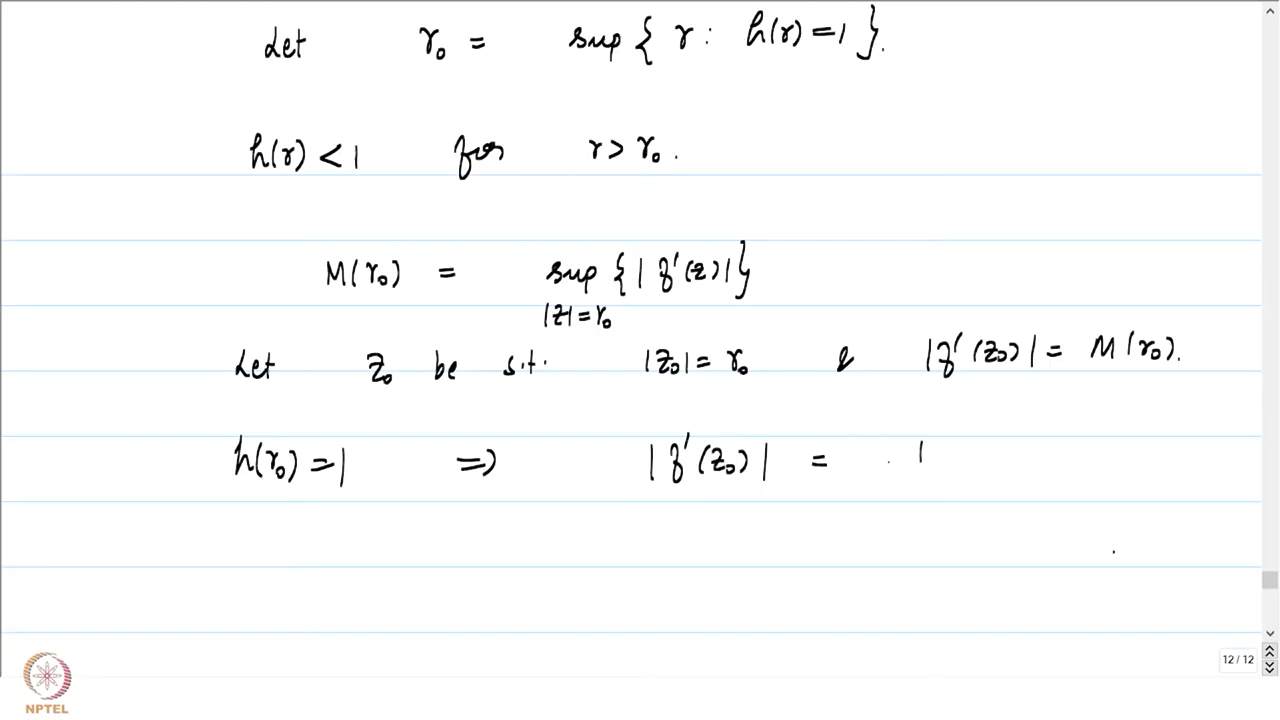 Let r₀ = sup { r : h(r) = 1 }.
h(r) < 1 for r > r₀.
M(r₀) = sup { | f'(z) | }
|z| = r₀
Let z₀ be s.t. |z₀| = r₀ & |f'(z₀)| = M(r₀).
h(r₀) = 1 ⇒ |f'(z₀)| = 1
12 / 12
NPTEL